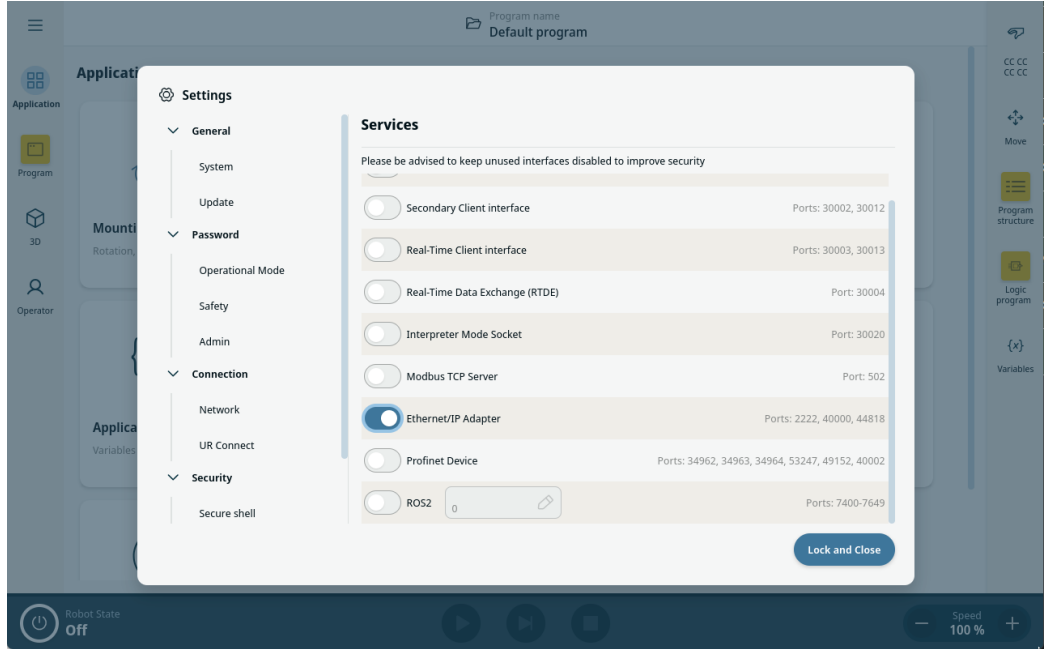 Program name
Default program
Applicati
Application
Program
3D
Operator
Mounti
Rotation,
Applica
Variables
Settings
General
System
Update
Password
Operational Mode
Safety
Admin
Connection
Network
UR Connect
Security
Secure shell
Services
Please be advised to keep unused interfaces disabled to improve security
Secondary Client interface Ports: 30002, 30012
Real-Time Client interface Ports: 30003, 30013
Real-Time Data Exchange (RTDE) Port: 30004
Interpreter Mode Socket Port: 30020
Modbus TCP Server Port: 502
Ethernet/IP Adapter Ports: 2222, 40000, 44818
Profinet Device Ports: 34962, 34963, 34964, 53247, 49152, 40002
ROS2 0 Ports: 7400-7649
Lock and Close
CC CC
CC CC
Move
Program
structure
Logic
program
{x}
Variables
Robot State
Off
Speed
100 %